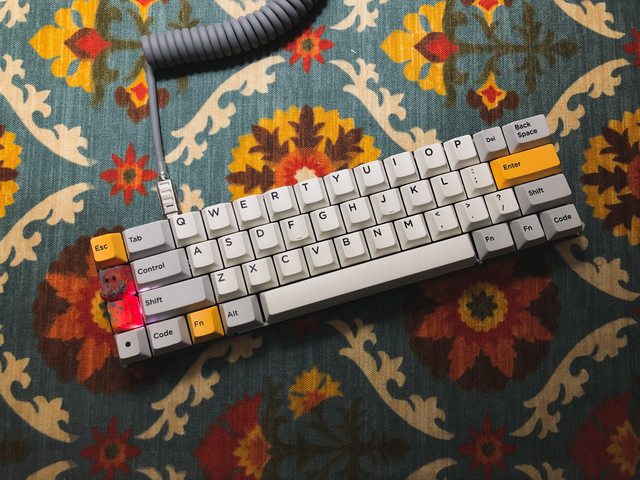 Esc Tab Q W E R T Y U I O P Del Back Space
Control A S D F G H J K L : ; Enter
Shift Z X C V B N M < , > . ? / Shift
Code Fn Alt Fn Fn Code